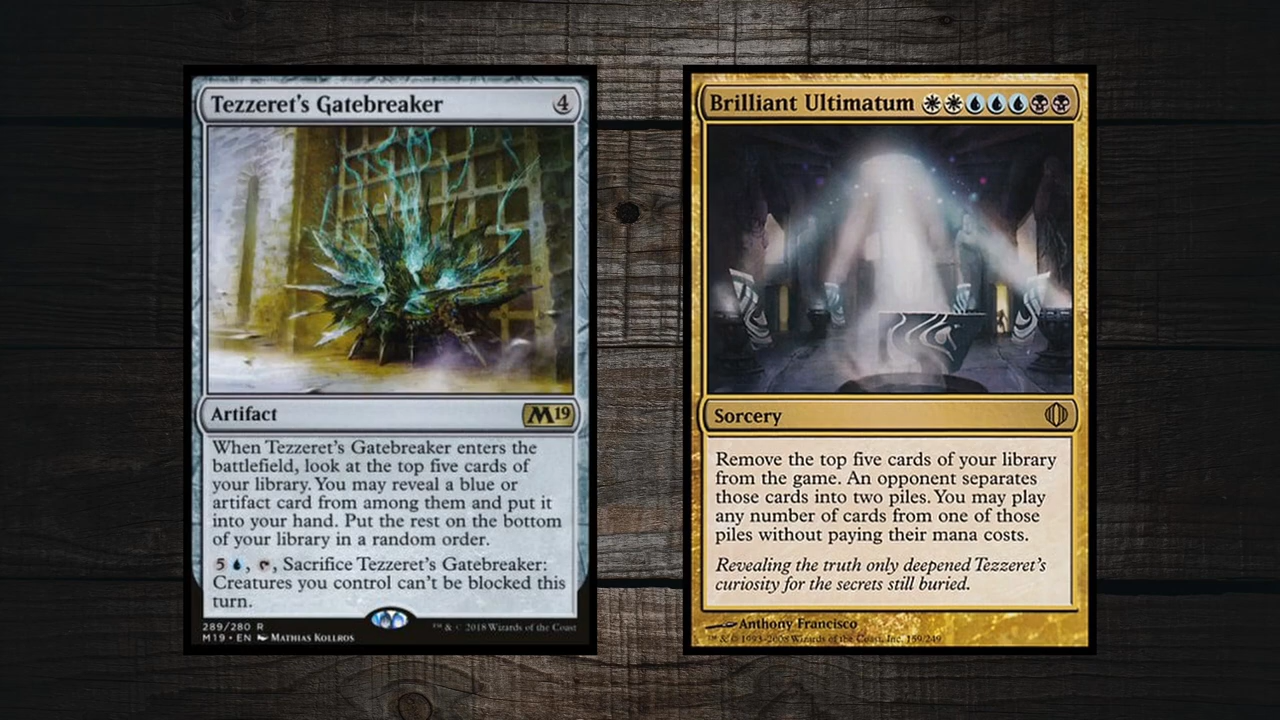 Tezzeret's Gatebreaker 4
Artifact M19
When Tezzeret's Gatebreaker enters the
battlefield, look at the top five cards of
your library. You may reveal a blue or
artifact card from among them and put it
into your hand. Put the rest on the bottom
of your library in a random order.
5, , Sacrifice Tezzeret's Gatebreaker:
Creatures you control can't be blocked this
turn.
289/280 R
M19 • EN Mathias Kollros
™ & © 2018 Wizards of the Coast
Brilliant Ultimatum
Sorcery
Remove the top five cards of your library
from the game. An opponent separates
those cards into two piles. You may play
any number of cards from one of those
piles without paying their mana costs.
Revealing the truth only deepened Tezzeret's
curiosity for the secrets still buried.
Anthony Francisco
™ & © 1993-2008 Wizards of the Coast, Inc. 159/249